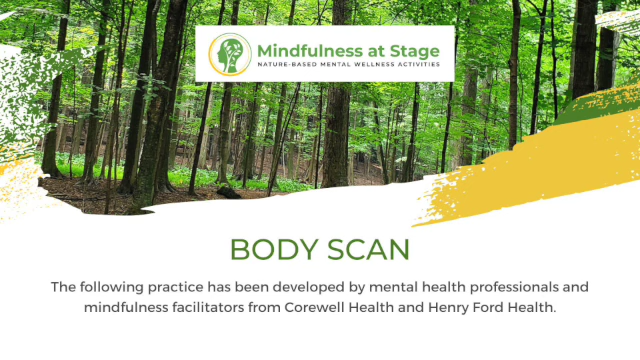 Mindfulness at Stage
NATURE-BASED MENTAL WELLNESS ACTIVITIES
BODY SCAN
The following practice has been developed by mental health professionals and
mindfulness facilitators from Corewell Health and Henry Ford Health.